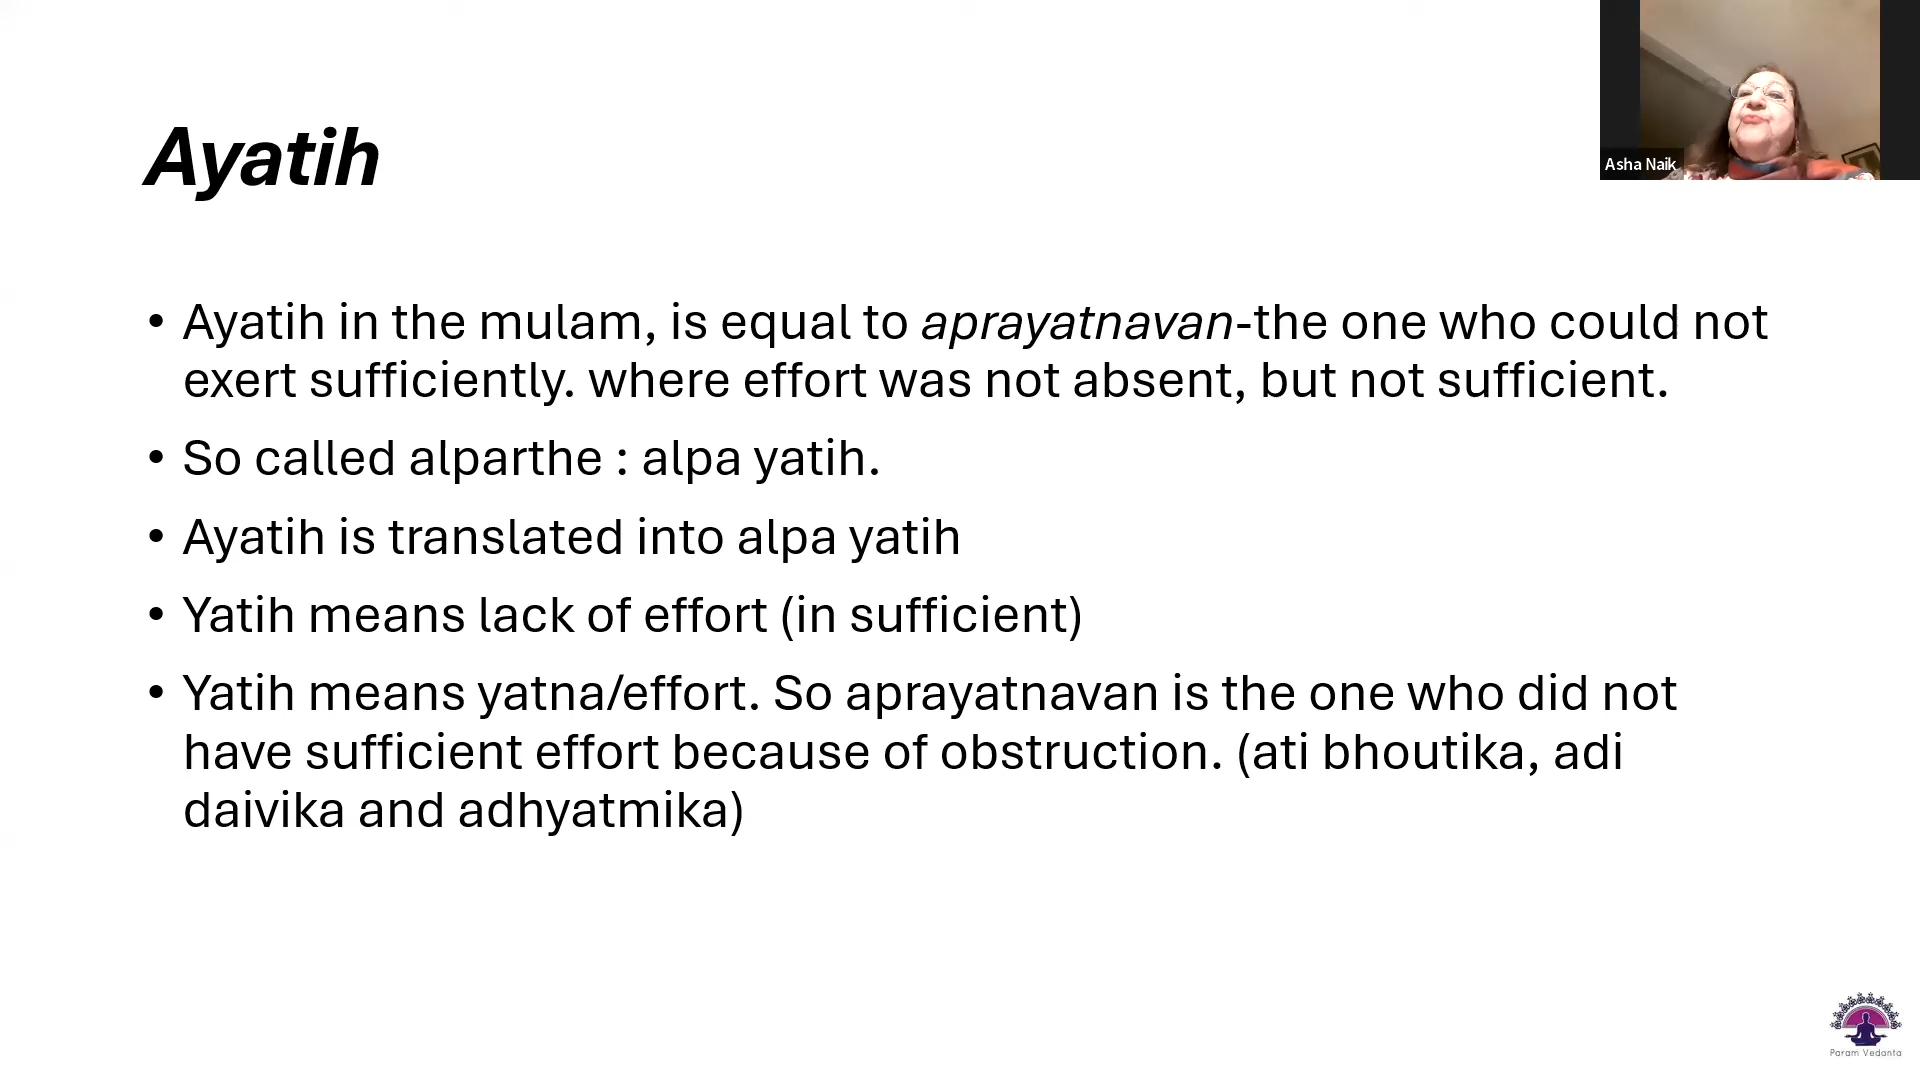 Asha Naik
Ayatih
• Ayatih in the mulam, is equal to aprayatnavan-the one who could not
exert sufficiently. where effort was not absent, but not sufficient.
• So called alparthe : alpa yatih.
• Ayatih is translated into alpa yatih
• Yatih means lack of effort (in sufficient)
• Yatih means yatna/effort. So aprayatnavan is the one who did not
have sufficient effort because of obstruction. (ati bhoutika, adi
daivika and adhyatmika)
Param Vedanta